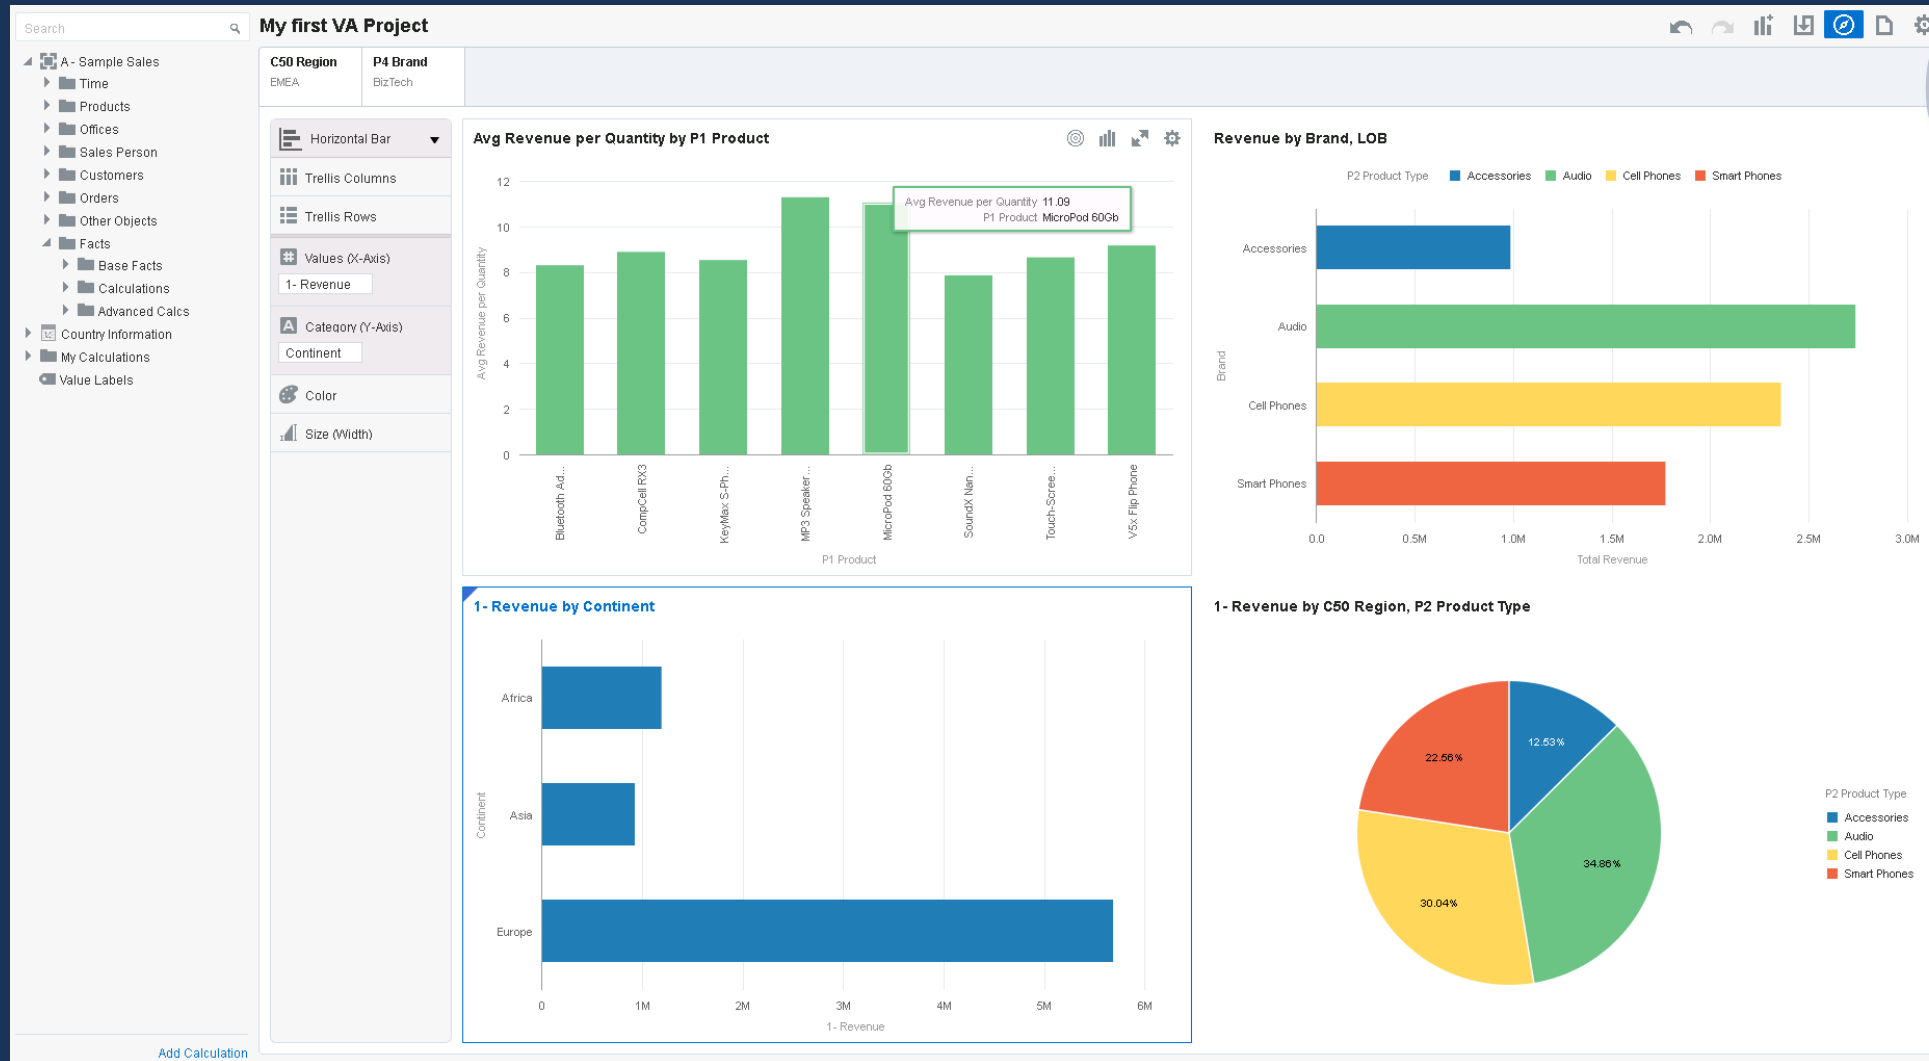 Search
My first VA Project
A - Sample Sales
Time
Products
Offices
Sales Person
Customers
Orders
Other Objects
Facts
Base Facts
Calculations
Advanced Calcs
Country Information
My Calculations
Value Labels
Add Calculation
C50 Region
EMEA
P4 Brand
BizTech
Horizontal Bar
Trellis Columns
Trellis Rows
Values (X-Axis)
1- Revenue
Category (Y-Axis)
Continent
Color
Size (Width)
Avg Revenue per Quantity by P1 Product
Avg Revenue per Quantity 11.09
P1 Product MicroPod 60Gb
Avg Revenue per Quantity
12
10
8
6
4
2
0
Bluetooth Ad...
CompCell RX3
KeyMax S-Ph...
MP3 Speaker...
MicroPod 60Gb
SoundX Nan...
Touch-Scree...
V5x Flip Phone
P1 Product
Revenue by Brand, LOB
P2 Product Type Accessories Audio Cell Phones Smart Phones
Brand
Accessories
Audio
Cell Phones
Smart Phones
0.0 0.5M 1.0M 1.5M 2.0M 2.5M 3.0M
Total Revenue
1- Revenue by Continent
Continent
Africa
Asia
Europe
0 1M 2M 3M 4M 5M 6M
1- Revenue
1- Revenue by C50 Region, P2 Product Type
12.53%
22.56%
34.86%
30.04%
P2 Product Type
Accessories
Audio
Cell Phones
Smart Phones